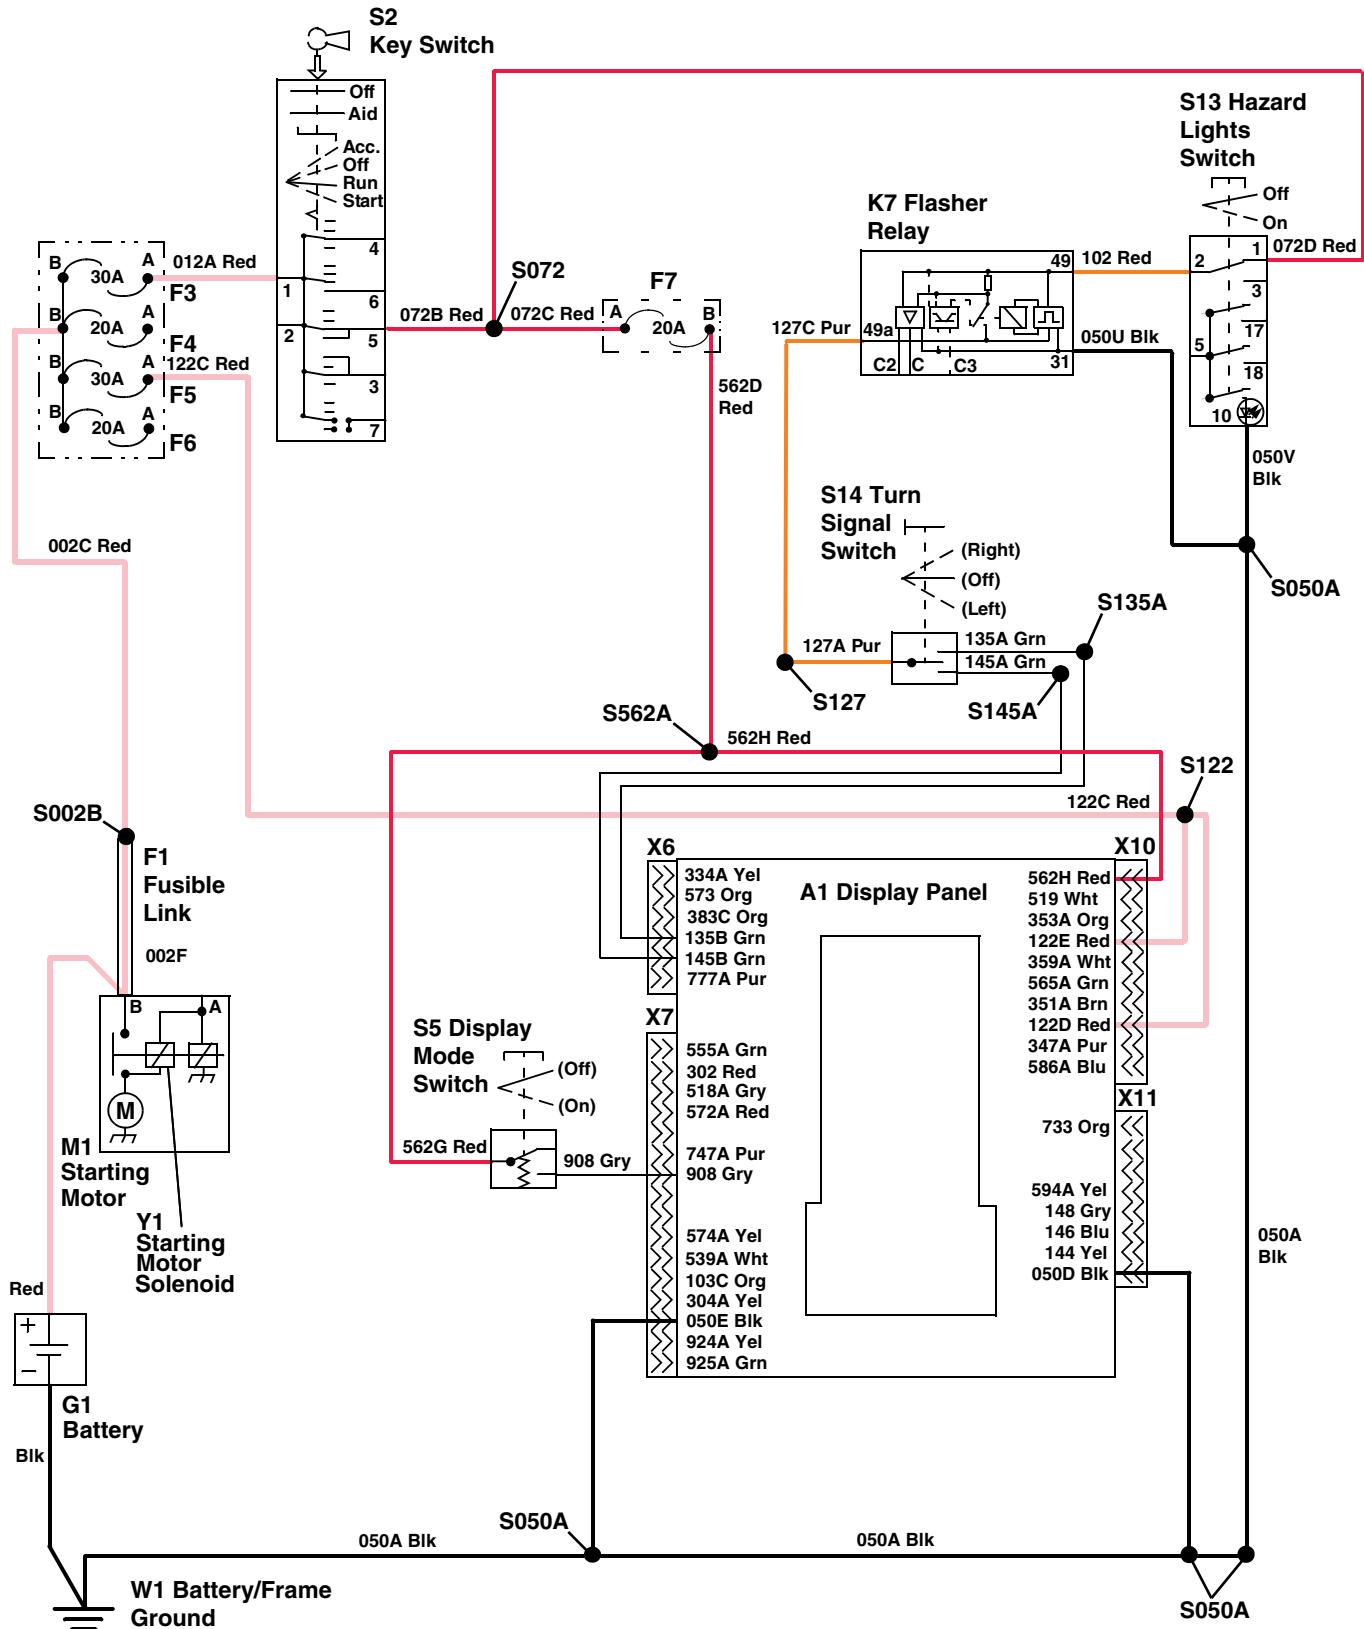 S2
Key Switch
Off
Aid
Acc.
Off
Run
Start
4
1
6
2
5
3
7
B
30A
A
F3
B
20A
A
F4
B
30A
A
F5
B
20A
A
F6
012A Red
122C Red
002C Red
072B Red
S072
072C Red
F7
A
20A
B
562D
Red
K7 Flasher
Relay
49
49a
C2
C
C3
31
102 Red
127C Pur
050U Blk
S13 Hazard
Lights
Switch
Off
On
2
1
3
5
17
18
10
072D Red
050V
Blk
S050A
S14 Turn
Signal
Switch
(Right)
(Off)
(Left)
127A Pur
135A Grn
145A Grn
S135A
S127
S145A
S562A
562H Red
S122
122C Red
S002B
F1
Fusible
Link
002F
B
A
M
M1
Starting
Motor
Y1
Starting
Motor
Solenoid
Red
+
−
G1
Battery
Blk
X6
334A Yel
573 Org
383C Org
135B Grn
145B Grn
777A Pur
X7
555A Grn
302 Red
518A Gry
572A Red
747A Pur
908 Gry
574A Yel
539A Wht
103C Org
304A Yel
050E Blk
924A Yel
925A Grn
A1 Display Panel
X10
562H Red
519 Wht
353A Org
122E Red
359A Wht
565A Grn
351A Brn
122D Red
347A Pur
586A Blu
X11
733 Org
594A Yel
148 Gry
146 Blu
144 Yel
050D Blk
S5 Display
Mode
Switch
(Off)
(On)
562G Red
908 Gry
050A
Blk
S050A
050A Blk
050A Blk
S050A
W1 Battery/Frame
Ground